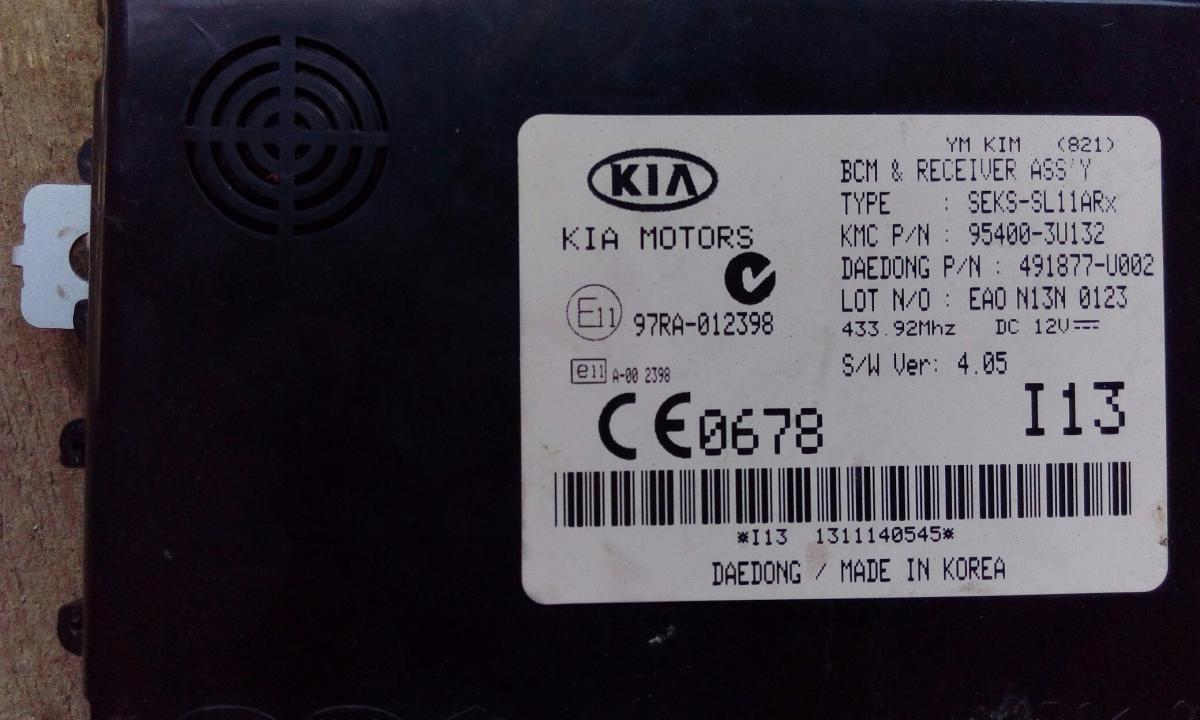 KIA
KIA MOTORS
E11 97RA-012398
e11 A-00 2398
CE0678
YM KIM (821)
BCM & RECEIVER ASS'Y
TYPE : SEKS-SL11ARx
KMC P/N : 95400-3U132
DAEDONG P/N : 491877-U002
LOT N/O : EAO N13N 0123
433.92Mhz DC 12V
S/W Ver: 4.05
I13
*I13 1311140545*
DAEDONG / MADE IN KOREA